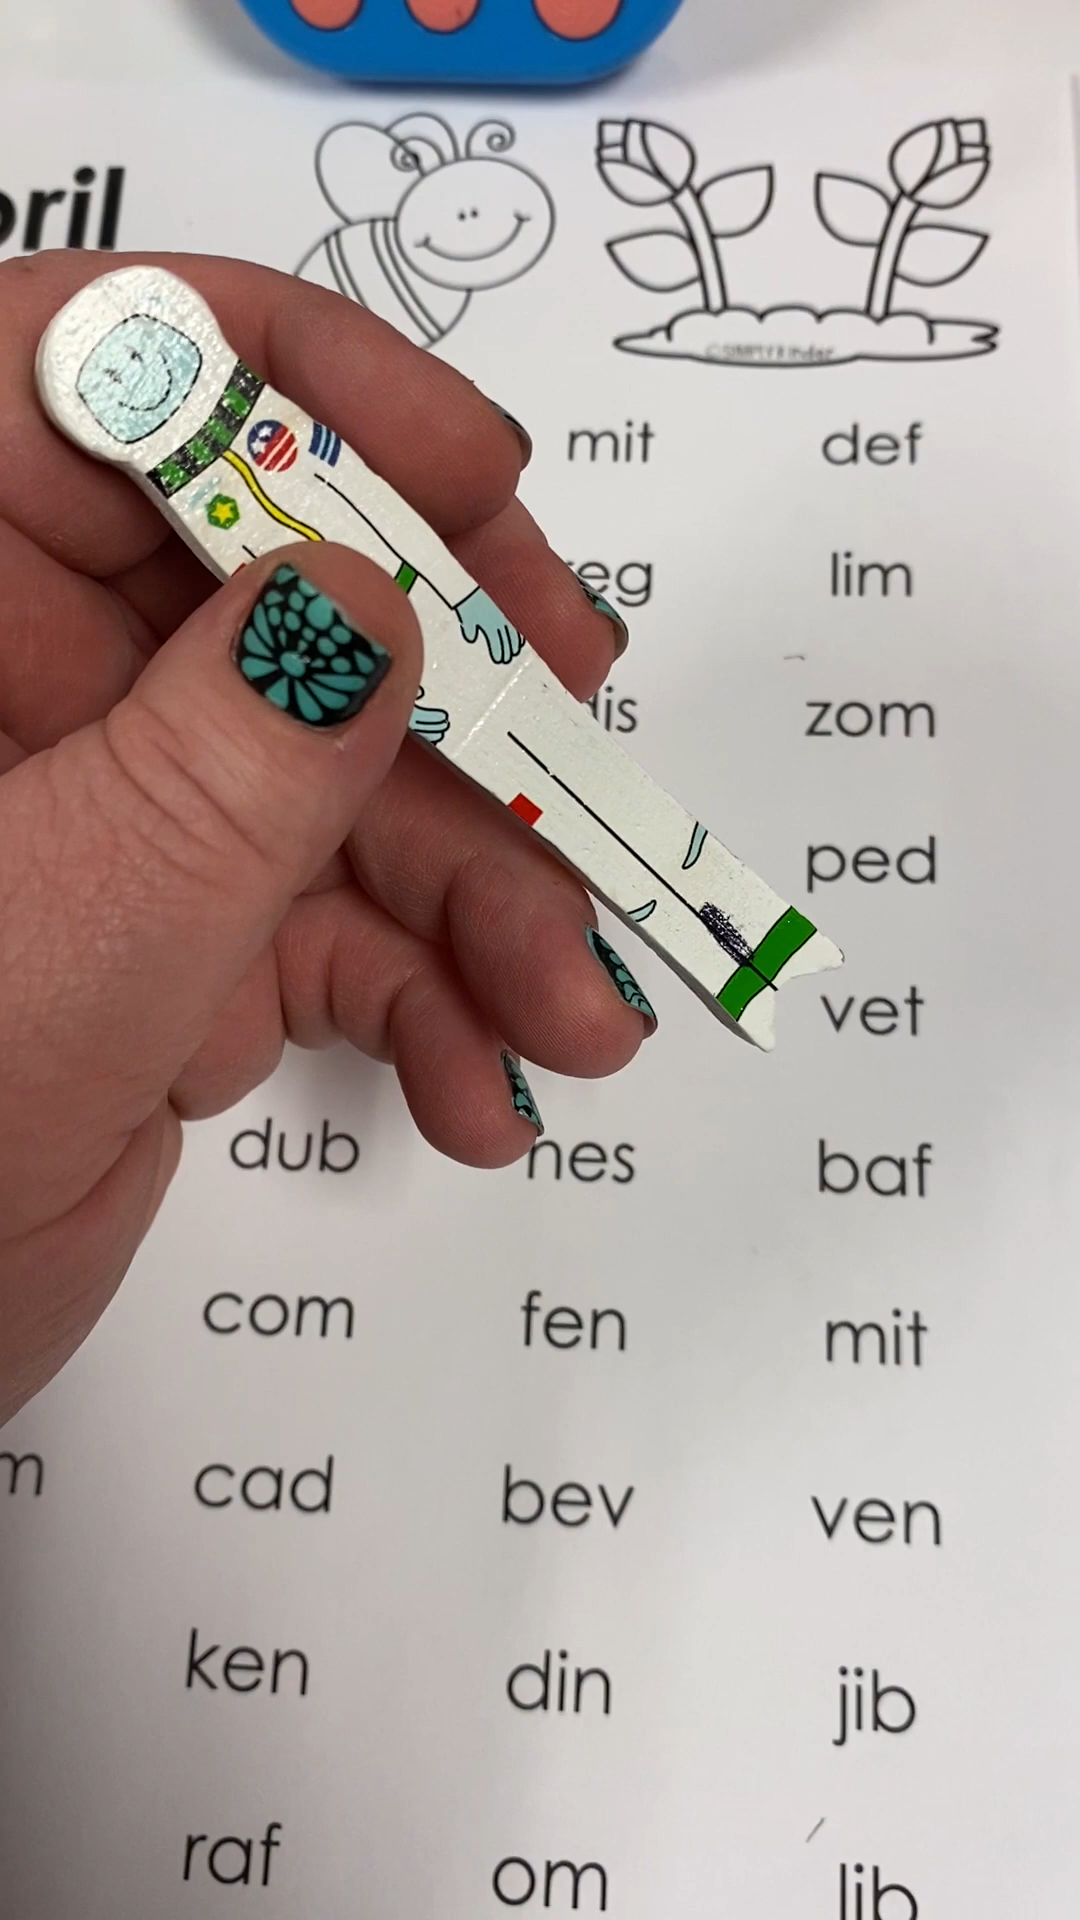 mit def
lim
zom
ped
vet
dub nes baf
com fen mit
cad bev ven
ken din jib
raf om lib